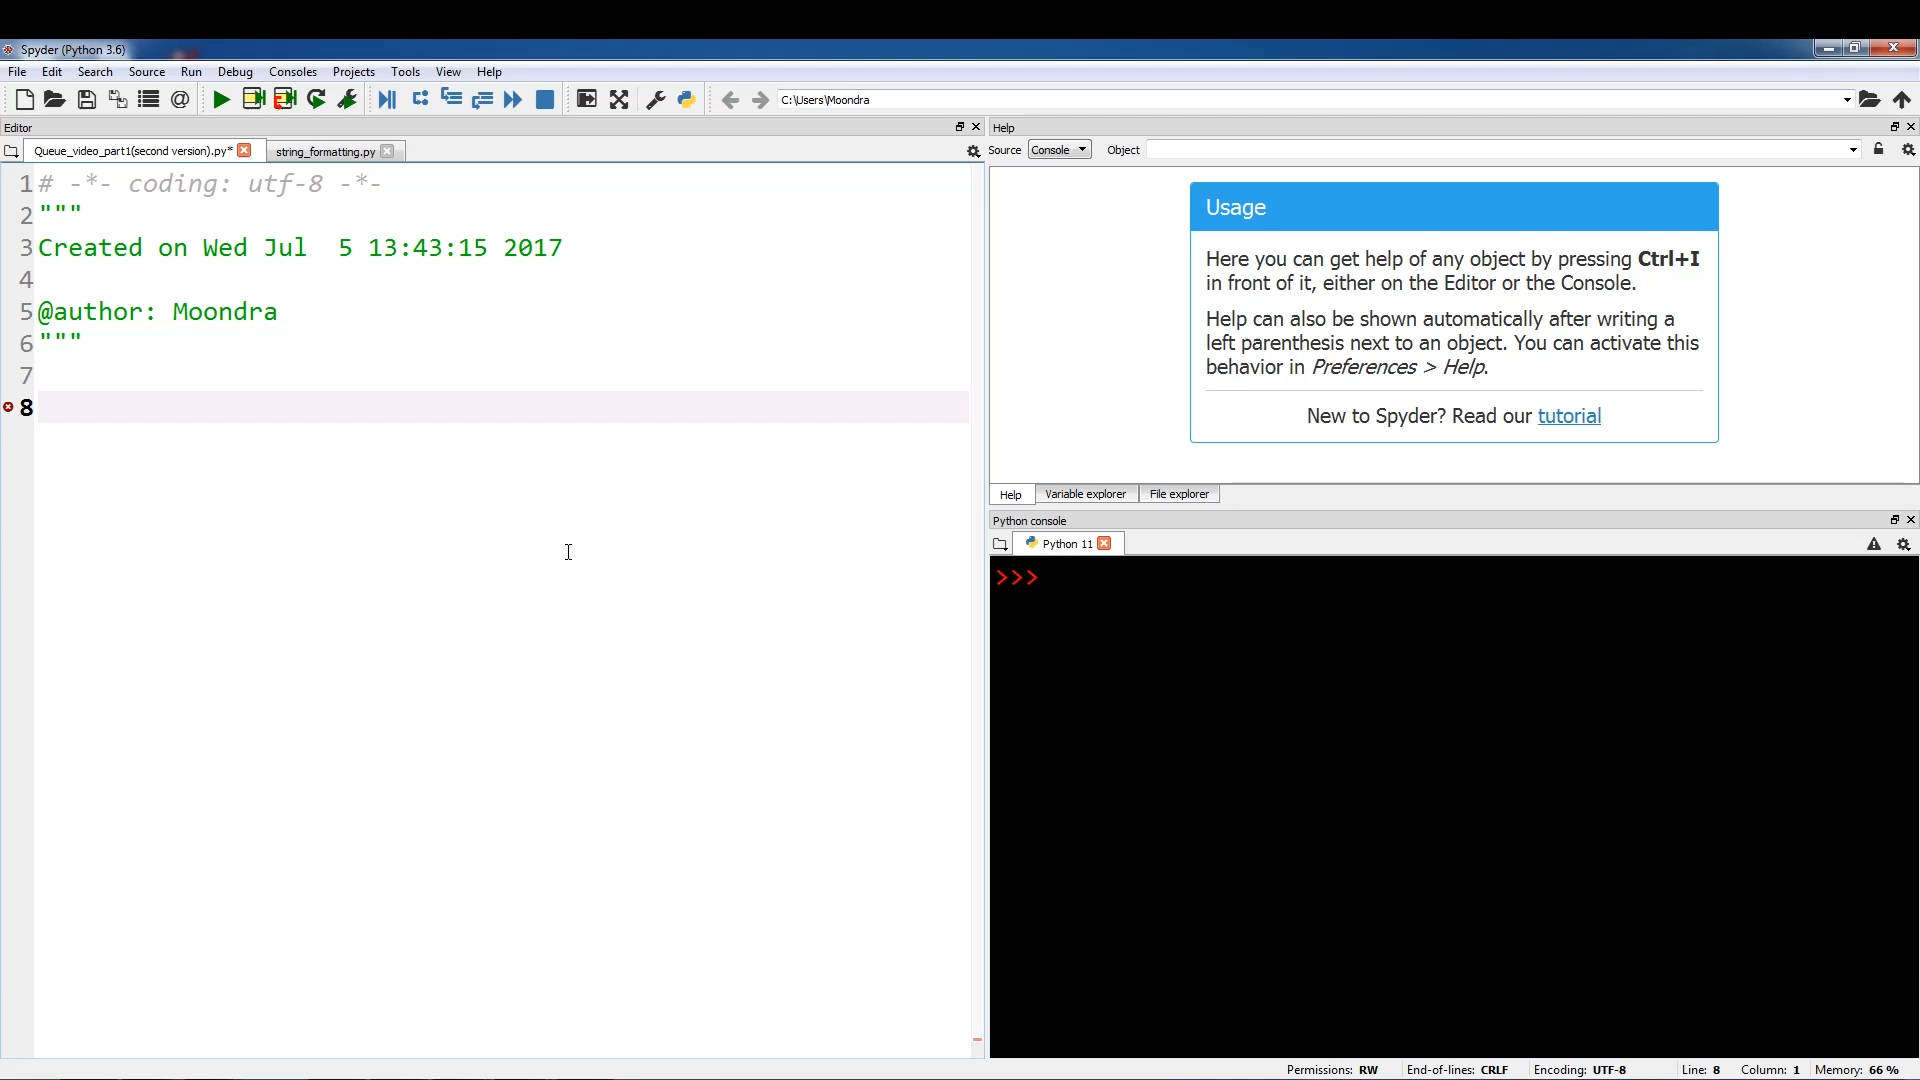 Spyder (Python 3.6)
File Edit Search Source Run Debug Consoles Projects Tools View Help
C:\Users\Moondra
Editor
Queue_video_part1(second version).py* string_formatting.py
1 # -*- coding: utf-8 -*-
2 """
3 Created on Wed Jul  5 13:43:15 2017
4
5 @author: Moondra
6 """
7
8
Help
Source Console Object
Usage
Here you can get help of any object by pressing Ctrl+I
in front of it, either on the Editor or the Console.
Help can also be shown automatically after writing a
left parenthesis next to an object. You can activate this
behavior in Preferences > Help.
New to Spyder? Read our tutorial
Help Variable explorer File explorer
Python console
Python 11
>>>
Permissions: RW End-of-lines: CRLF Encoding: UTF-8 Line: 8 Column: 1 Memory: 66 %